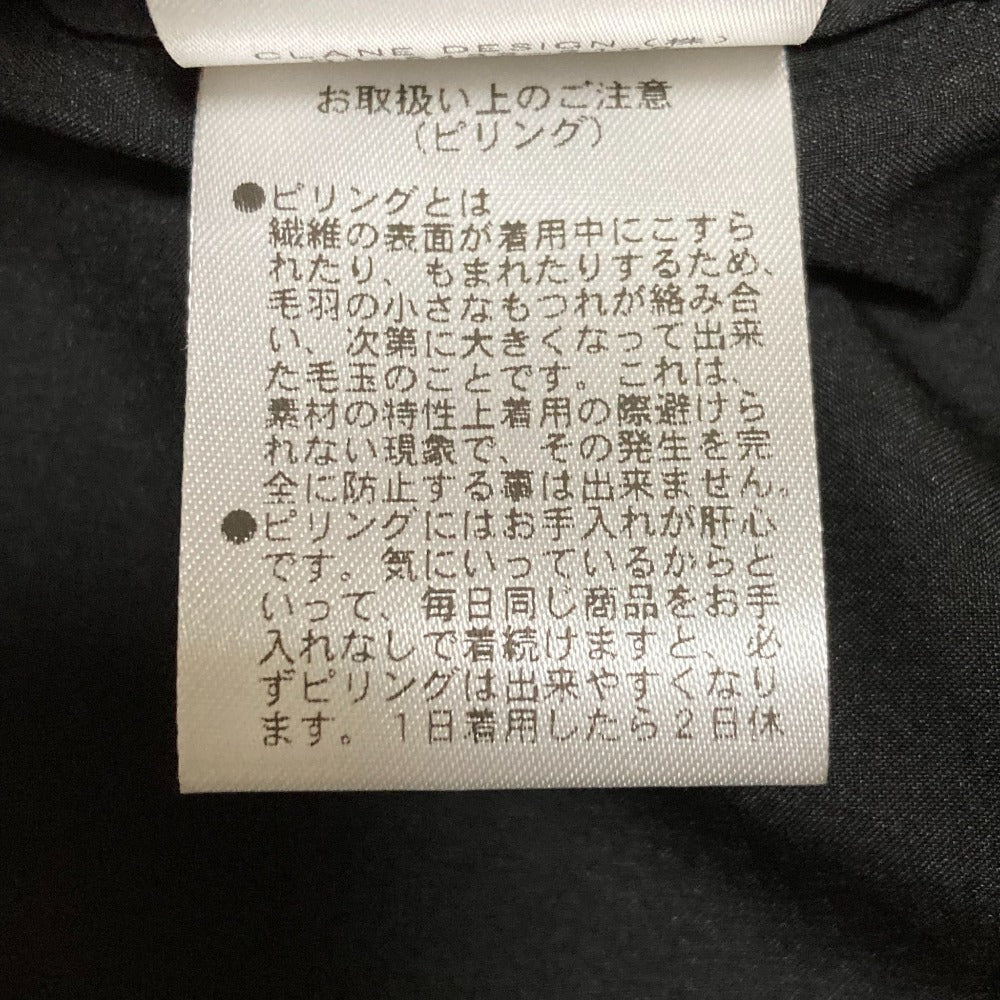 CLANE DESIGN (株)
お取扱い上のご注意
(ピリング)
●ピリングとは
繊維の表面が着用中にこすら
れたり、もまれたりするため、
毛羽の小さなもつれが絡み合
い、次第に大きくなって出来
た毛玉のことです。これは、
素材の特性上着用の際避けら
れない現象で、その発生を完
全に防止する事は出来ません。
●ピリングにはお手入れが肝心
です。気にいっているからと
いって、毎日同じ商品をお手
入れなしで着続けますと、必
ずピリングは出来やすくなり
ます。1日着用したら2日休